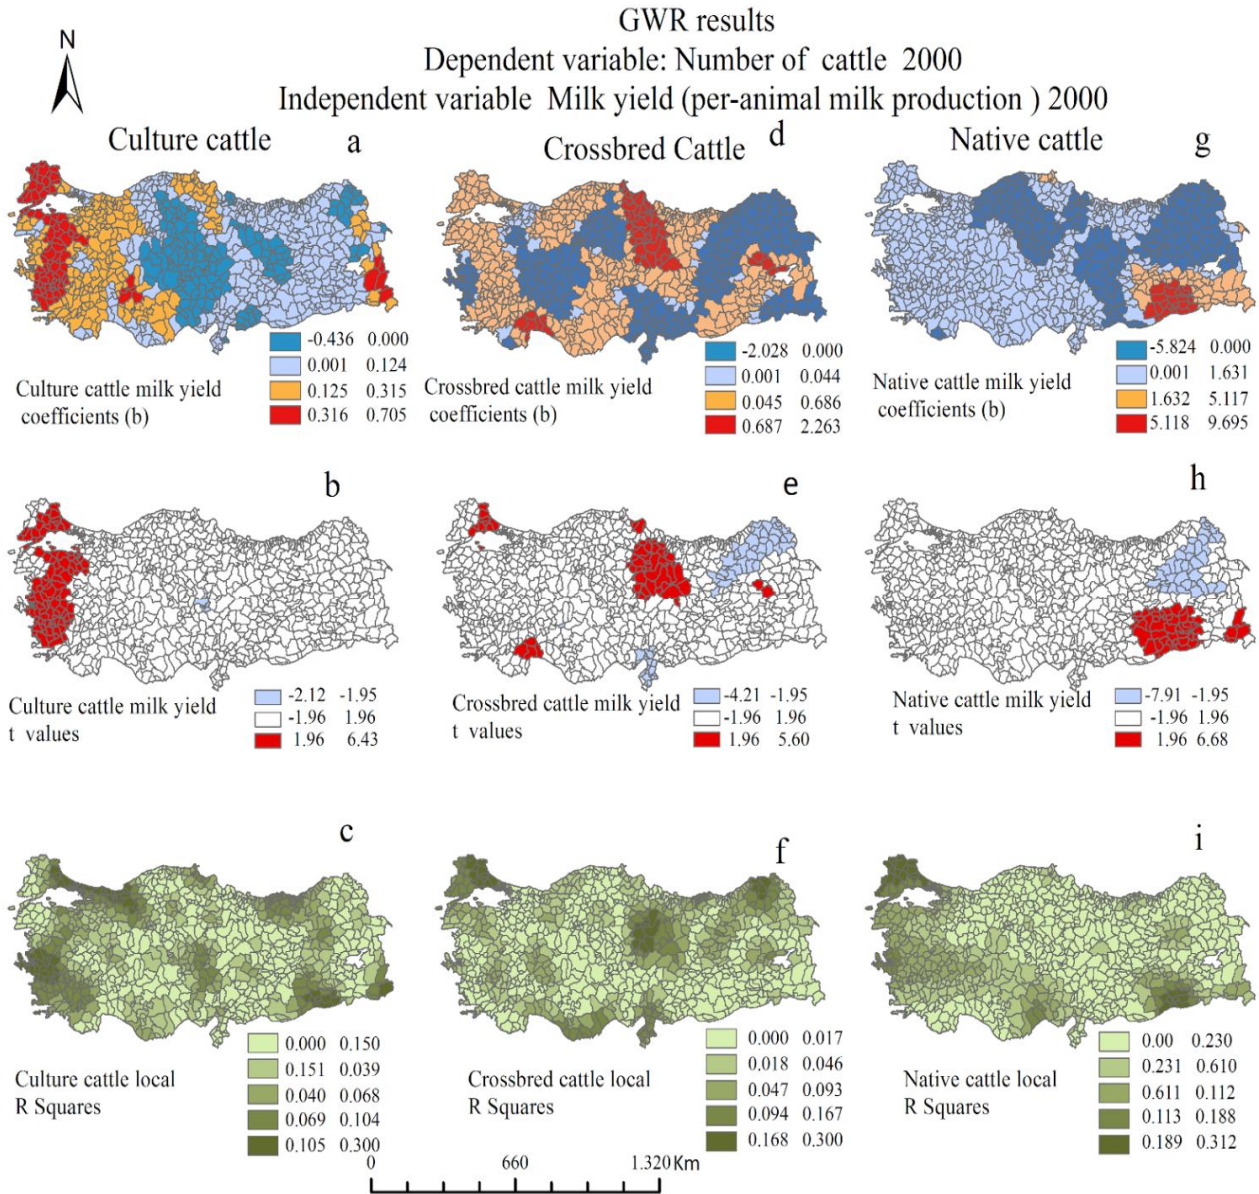 GWR results
Dependent variable: Number of cattle 2000
Independent variable Milk yield (per-animal milk production ) 2000
N
Culture cattle
a
Crossbred Cattle
d
Native cattle
g
-0.436 0.000
0.001 0.124
0.125 0.315
0.316 0.705
Culture cattle milk yield
coefficients (b)
-2.028 0.000
0.001 0.044
0.045 0.686
0.687 2.263
Crossbred cattle milk yield
coefficients (b)
-5.824 0.000
0.001 1.631
1.632 5.117
5.118 9.695
Native cattle milk yield
coefficients (b)
b
e
h
Culture cattle milk yield
t values
-2.12 -1.95
-1.96 1.96
1.96 6.43
Crossbred cattle milk yield
t values
-4.21 -1.95
-1.96 1.96
1.96 5.60
Native cattle milk yield
t values
-7.91 -1.95
-1.96 1.96
1.96 6.68
c
f
i
Culture cattle local
R Squares
0.000 0.150
0.151 0.039
0.040 0.068
0.069 0.104
0.105 0.300
Crossbred cattle local
R Squares
0.000 0.017
0.018 0.046
0.047 0.093
0.094 0.167
0.168 0.300
Native cattle local
R Squares
0.00 0.230
0.231 0.610
0.611 0.112
0.113 0.188
0.189 0.312
0 660 1.320 Km